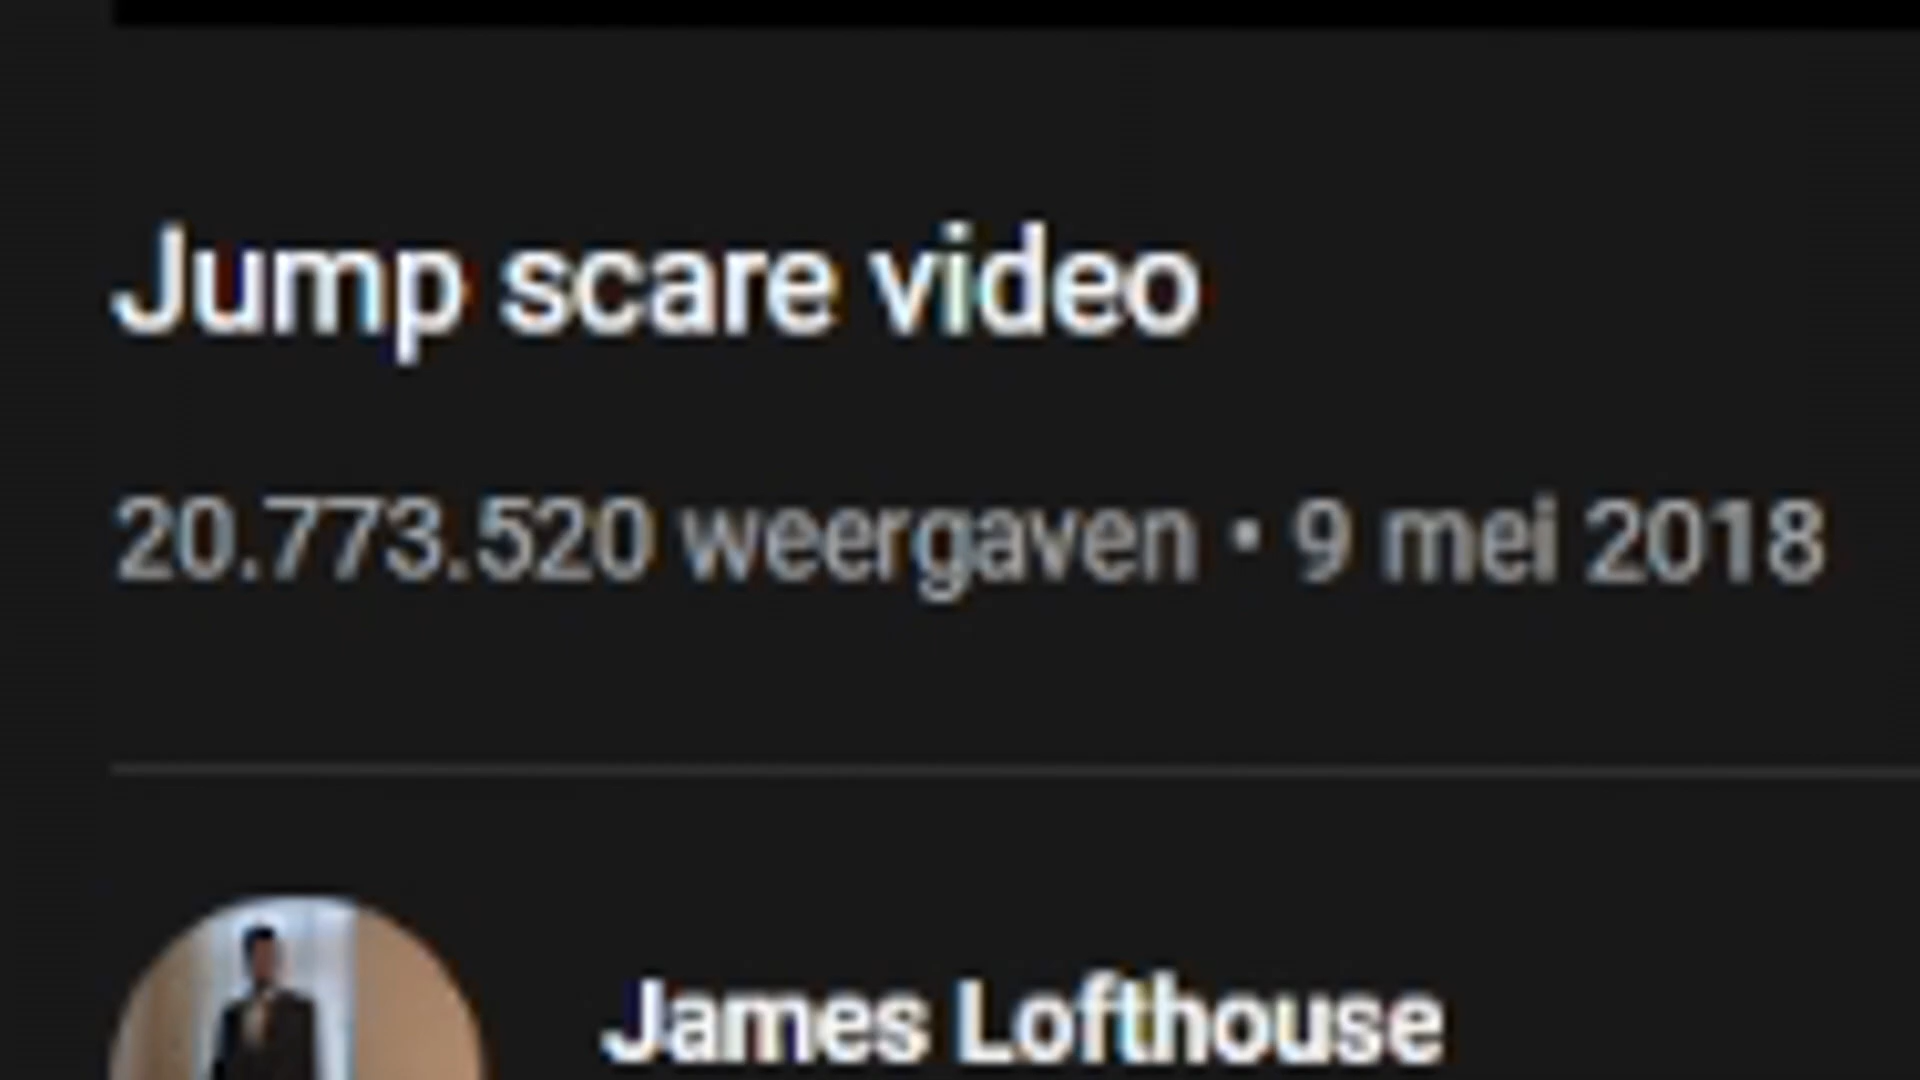 Jump scare video
20.773.520 weergaven • 9 mei 2018
James Lofthouse